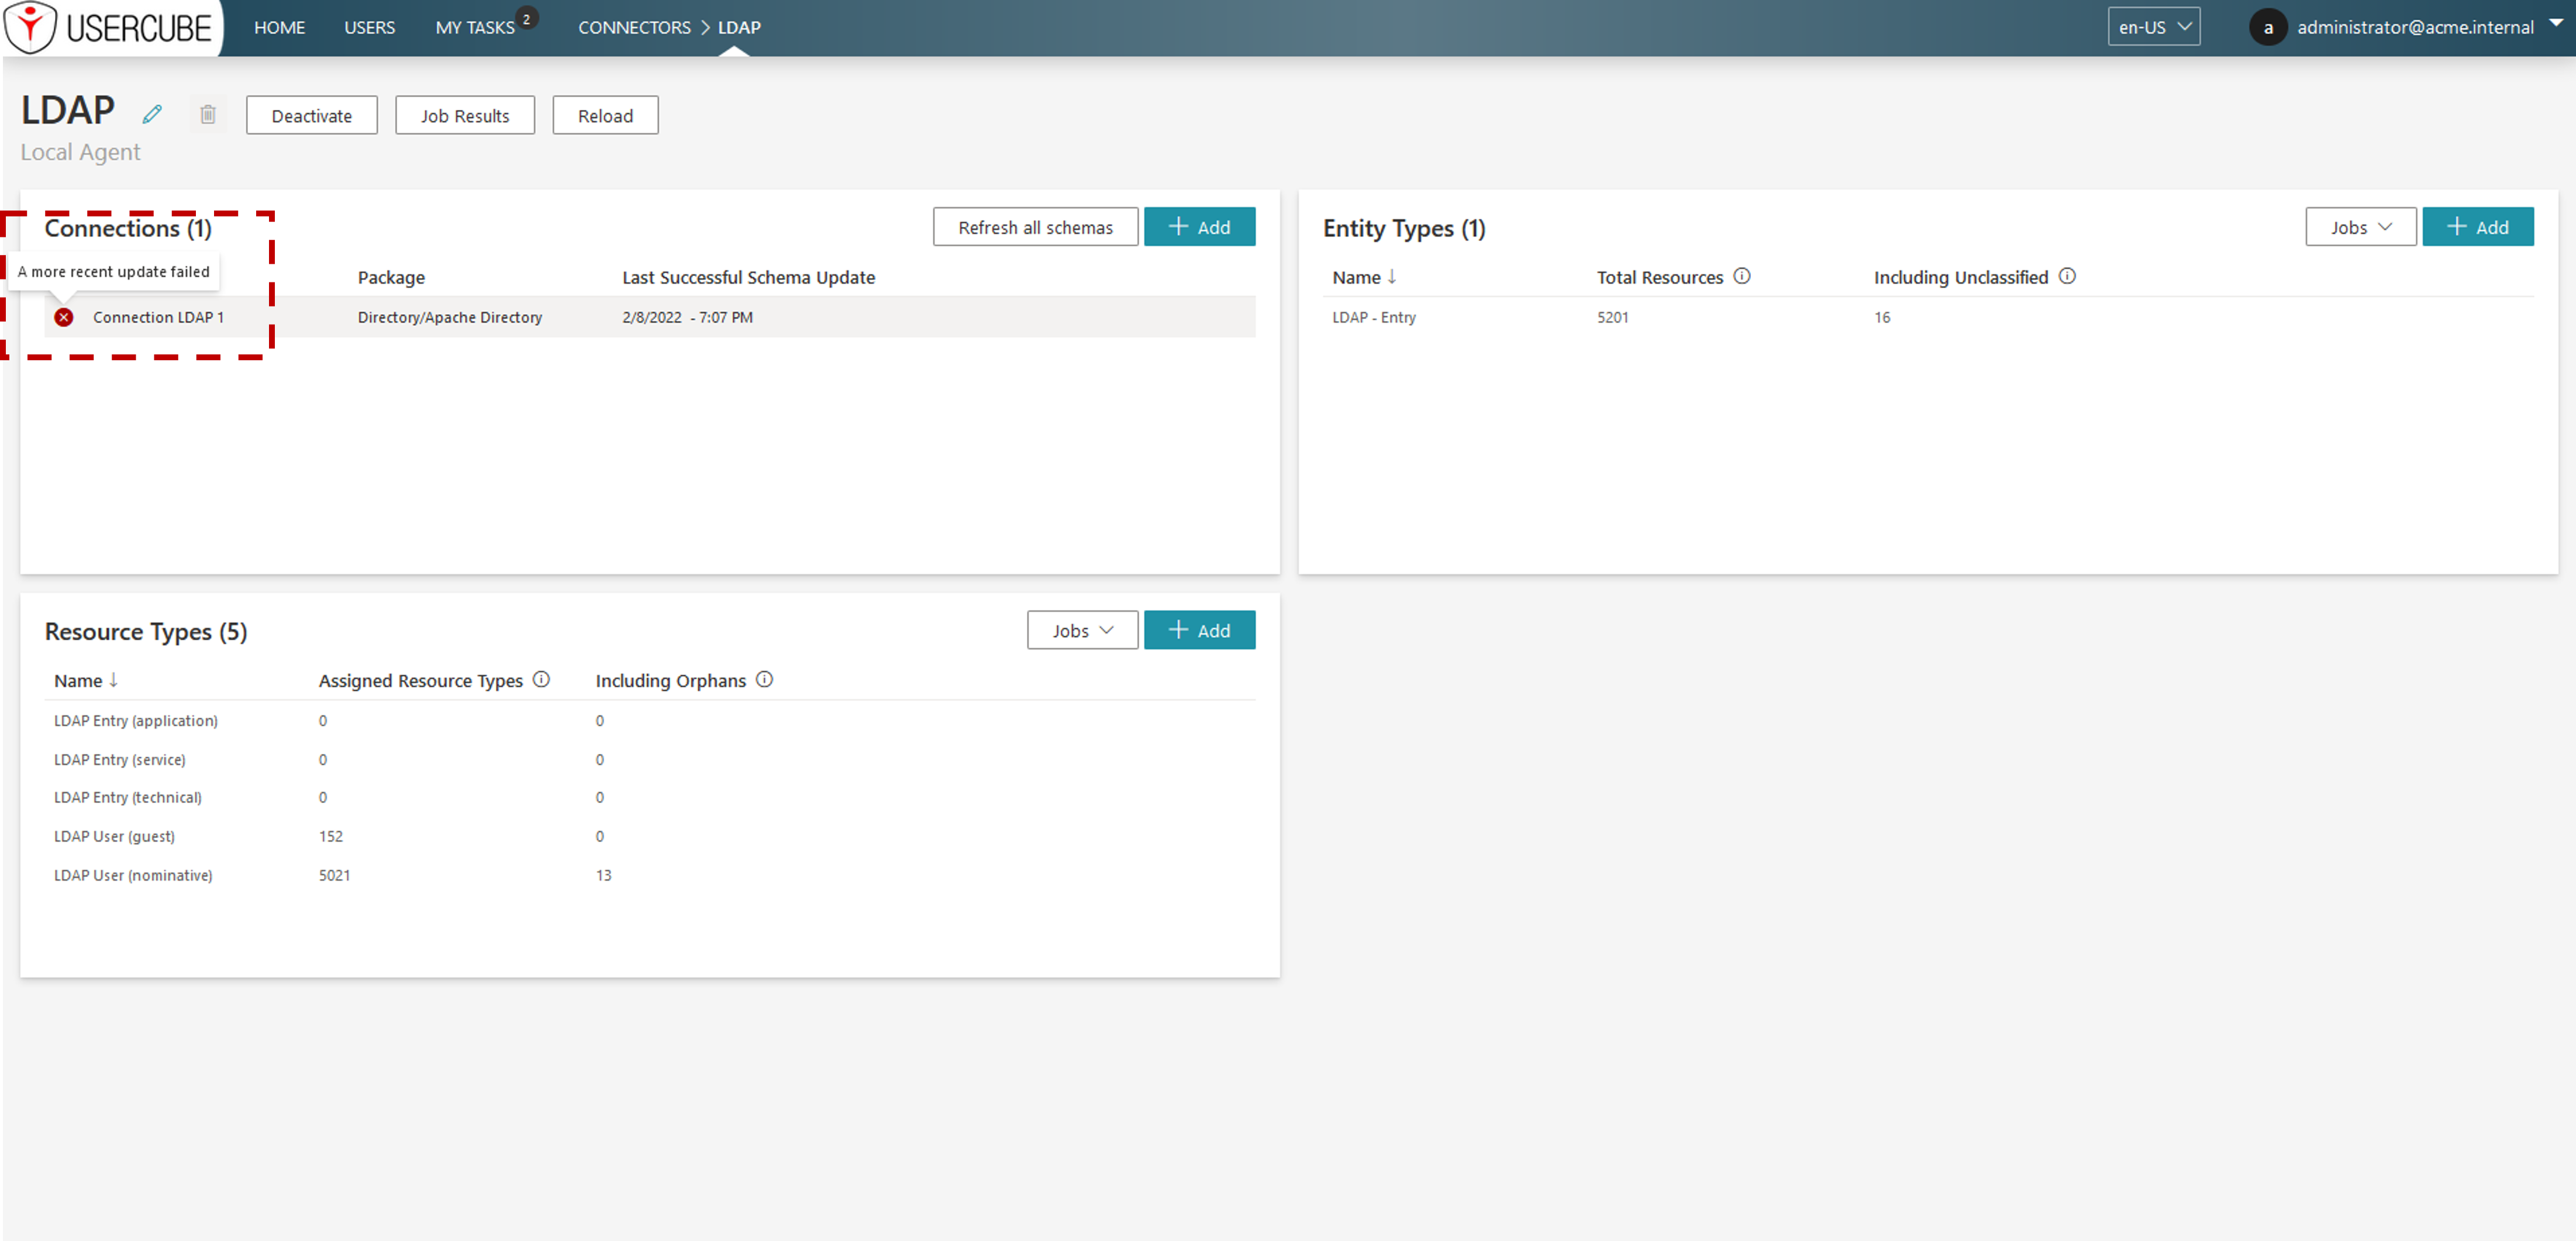 USERCUBE HOME USERS MY TASKS 2 CONNECTORS > LDAP en-US a administrator@acme.internal
LDAP Deactivate Job Results Reload
Local Agent
Connections (1) Refresh all schemas + Add
A more recent update failed
Package Last Successful Schema Update
Connection LDAP 1 Directory/Apache Directory 2/8/2022 - 7:07 PM
Entity Types (1) Jobs + Add
Name ↓ Total Resources Including Unclassified
LDAP - Entry 5201 16
Resource Types (5) Jobs + Add
Name ↓ Assigned Resource Types Including Orphans
LDAP Entry (application) 0 0
LDAP Entry (service) 0 0
LDAP Entry (technical) 0 0
LDAP User (guest) 152 0
LDAP User (nominative) 5021 13